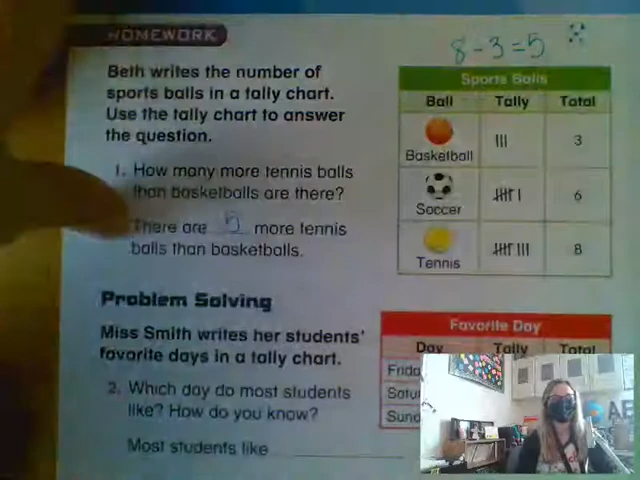 HOMEWORK
8 - 3 = 5
Beth writes the number of
sports balls in a tally chart.
Use the tally chart to answer
the question.
1. How many more tennis balls
than basketballs are there?
There are 5 more tennis
balls than basketballs.
Sports Balls
Ball Tally Total
Basketball 3
Soccer 6
Tennis 8
Problem Solving
Miss Smith writes her students'
favorite days in a tally chart.
2. Which day do most students
like? How do you know?
Most students like
Favorite Day
Day Tally Total